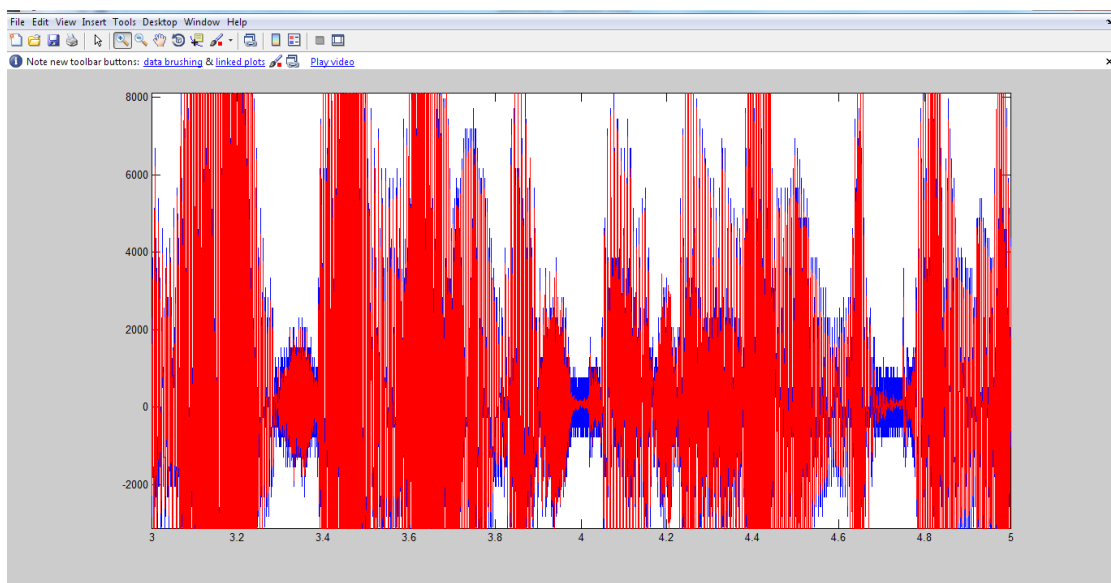 File Edit View Insert Tools Desktop Window Help
Note new toolbar buttons: data brushing & linked plots Play video
8000
6000
4000
2000
0
-2000
3 3.2 3.4 3.6 3.8 4 4.2 4.4 4.6 4.8 5